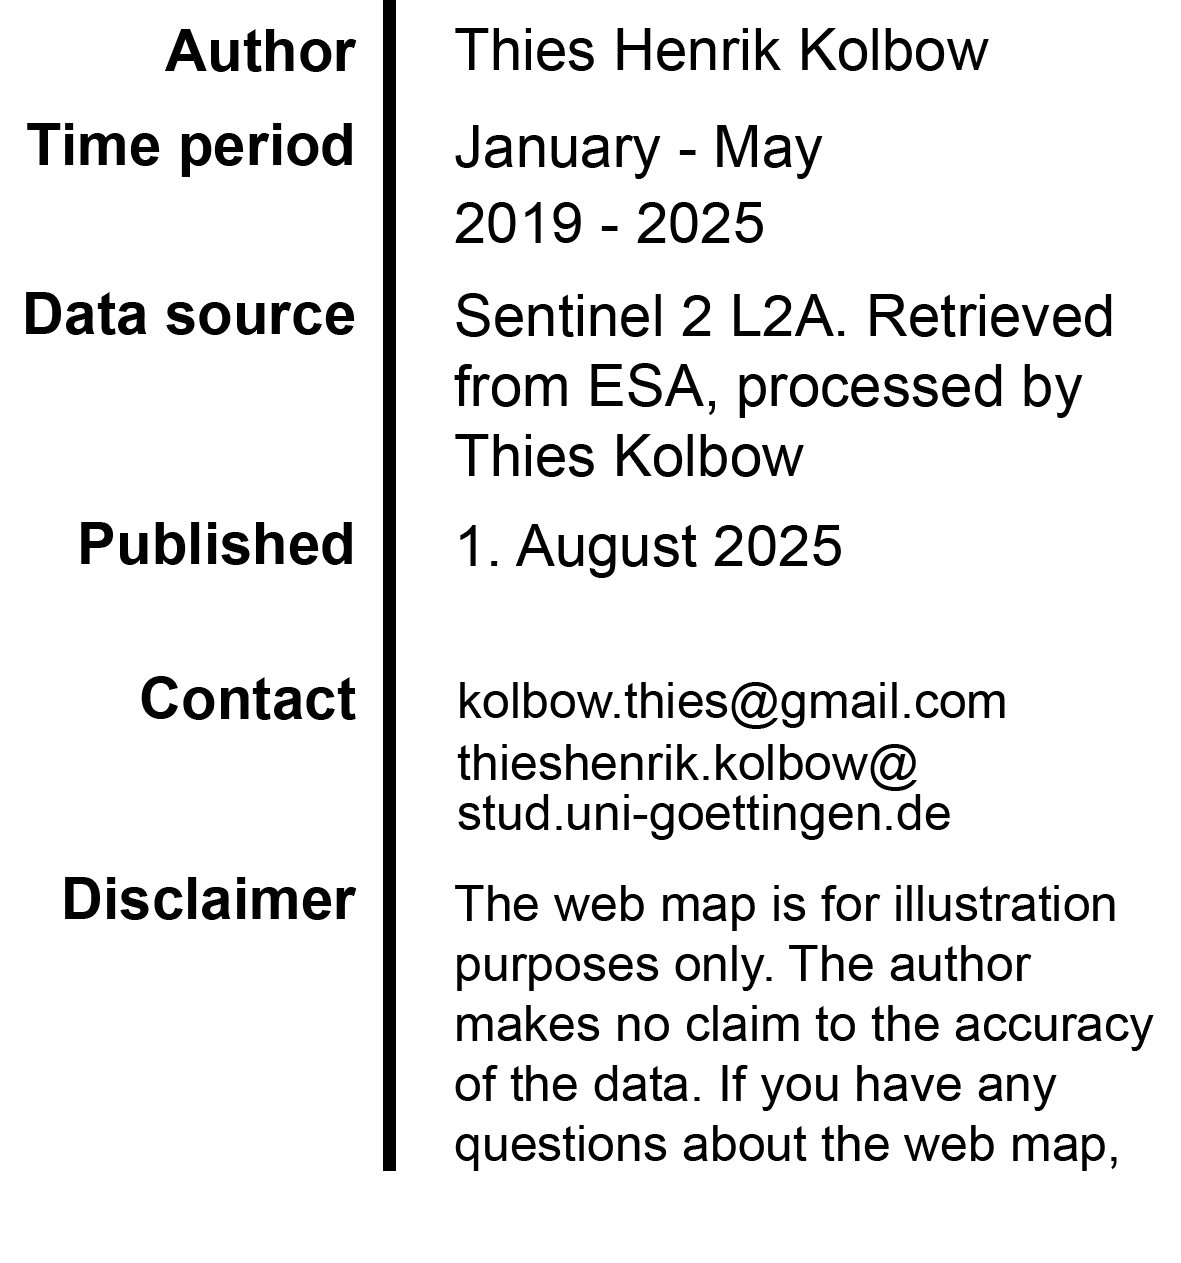 Author Thies Henrik Kolbow
Time period January - May
2019 - 2025
Data source Sentinel 2 L2A. Retrieved
from ESA, processed by
Thies Kolbow
Published 1. August 2025
Contact kolbow.thies@gmail.com
thieshenrik.kolbow@
stud.uni-goettingen.de
Disclaimer The web map is for illustration
purposes only. The author
makes no claim to the accuracy
of the data. If you have any
questions about the web map,